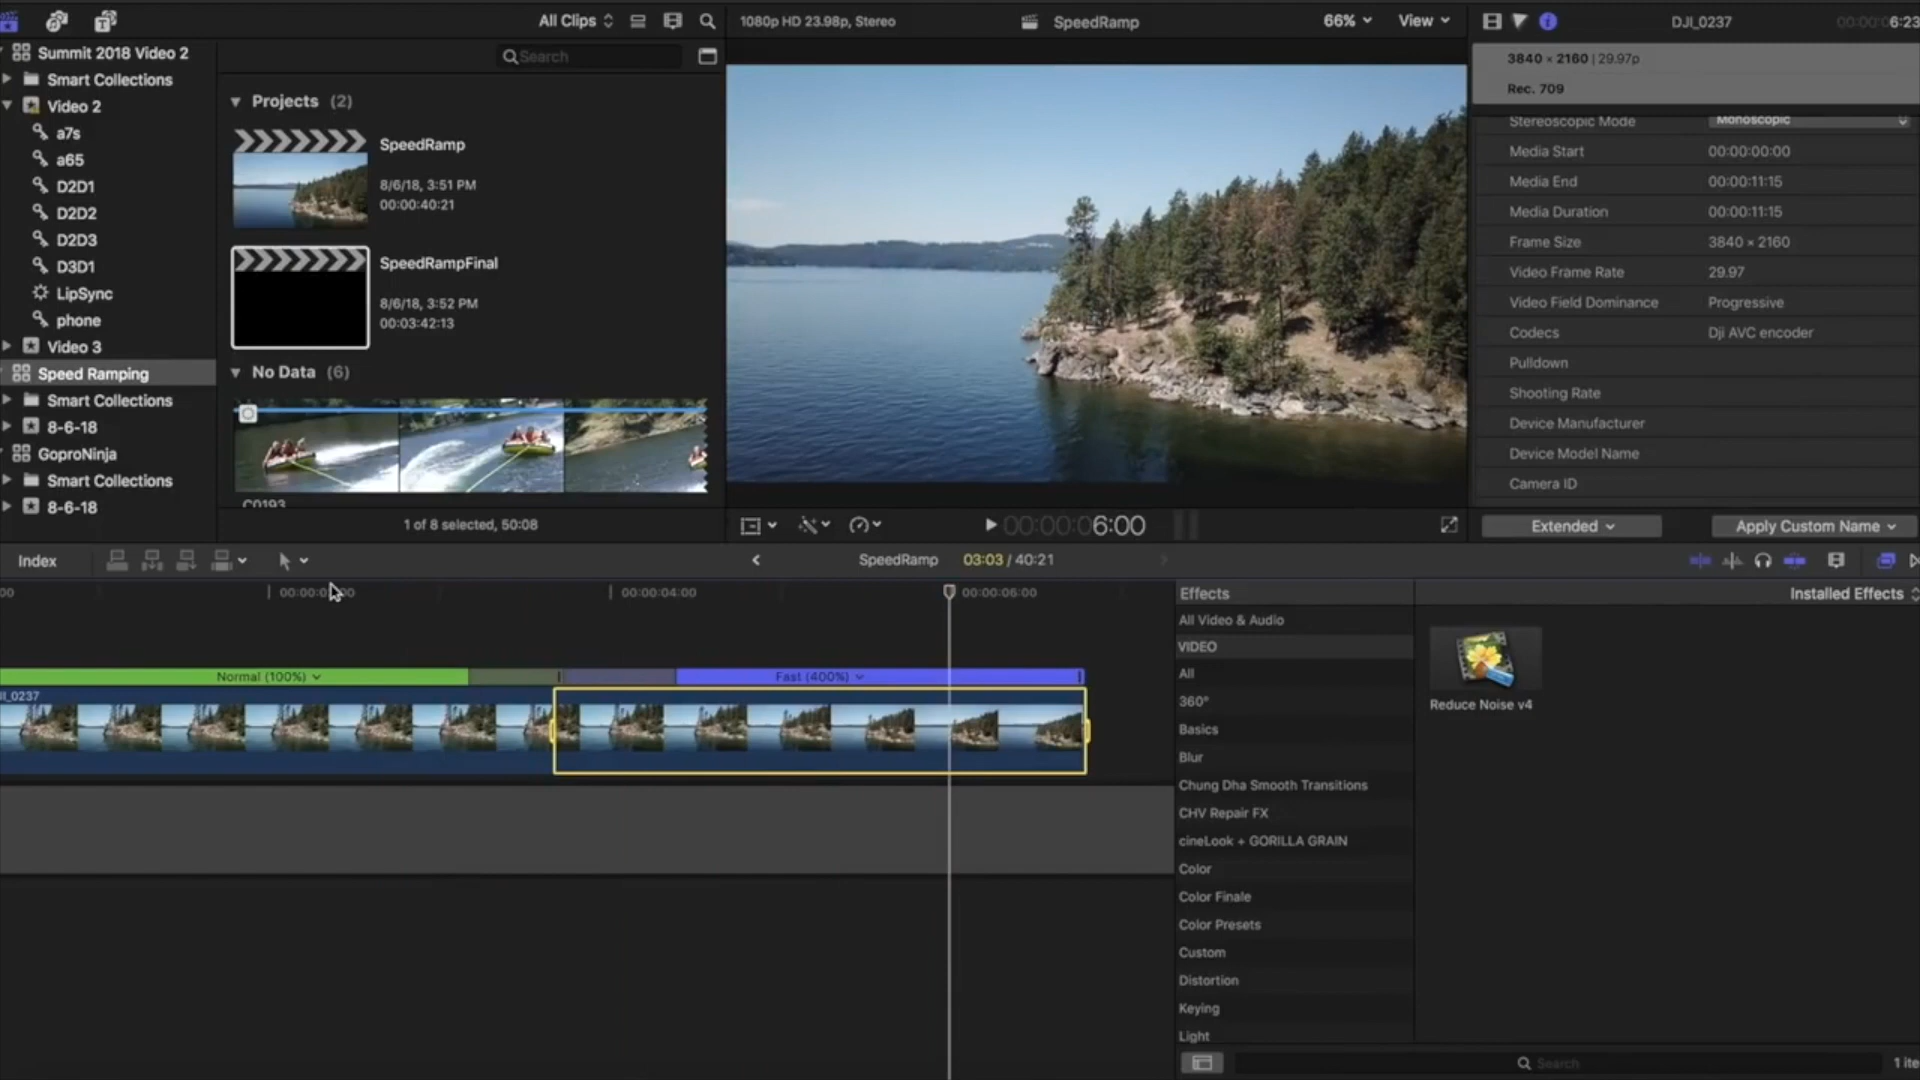 All Clips
1080p HD 23.98p, Stereo
SpeedRamp
66%
View
DJI_0237
6:23
Summit 2018 Video 2
Smart Collections
Video 2
a7s
a65
D2D1
D2D2
D2D3
D3D1
LipSync
phone
Video 3
Speed Ramping
Smart Collections
8-6-18
GoproNinja
Smart Collections
8-6-18
Search
Projects (2)
SpeedRamp
8/6/18, 3:51 PM
00:00:40:21
SpeedRampFinal
8/6/18, 3:52 PM
00:03:42:13
No Data (6)
C0193
1 of 8 selected, 50:08
00:00:06:00
3840 × 2160 | 29.97p
Rec. 709
Stereoscopic Mode Monoscopic
Media Start 00:00:00:00
Media End 00:00:11:15
Media Duration 00:00:11:15
Frame Size 3840 × 2160
Video Frame Rate 29.97
Video Field Dominance Progressive
Codecs Dji AVC encoder
Pulldown
Shooting Rate
Device Manufacturer
Device Model Name
Camera ID
Extended
Apply Custom Name
Index
SpeedRamp 03:03 / 40:21
00:00:04:00
00:00:06:00
Normal (100%)
Fast (400%)
_0237
Effects
Installed Effects
All Video & Audio
VIDEO
All
360°
Basics
Blur
Chung Dha Smooth Transitions
CHV Repair FX
cineLook + GORILLA GRAIN
Color
Color Finale
Color Presets
Custom
Distortion
Keying
Light
Reduce Noise v4
Search
1 ite